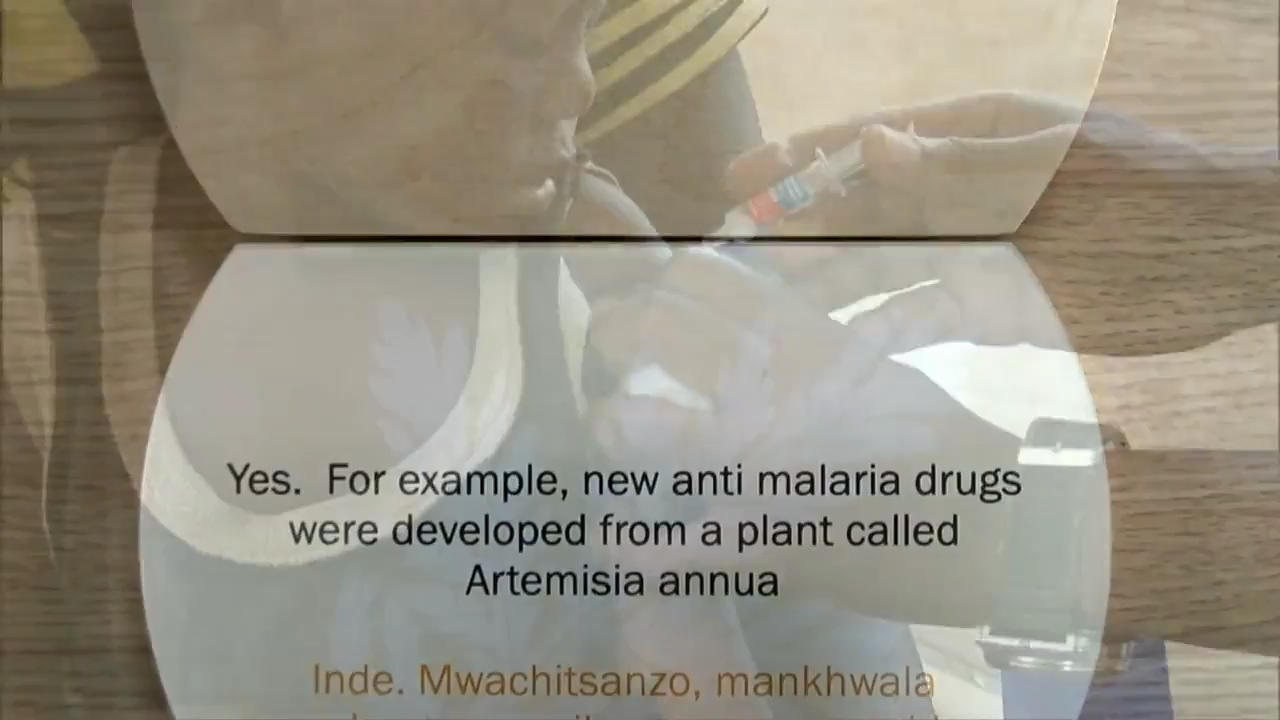 Yes. For example, new anti malaria drugs
were developed from a plant called
Artemisia annua
Inde. Mwachitsanzo, mankhwala